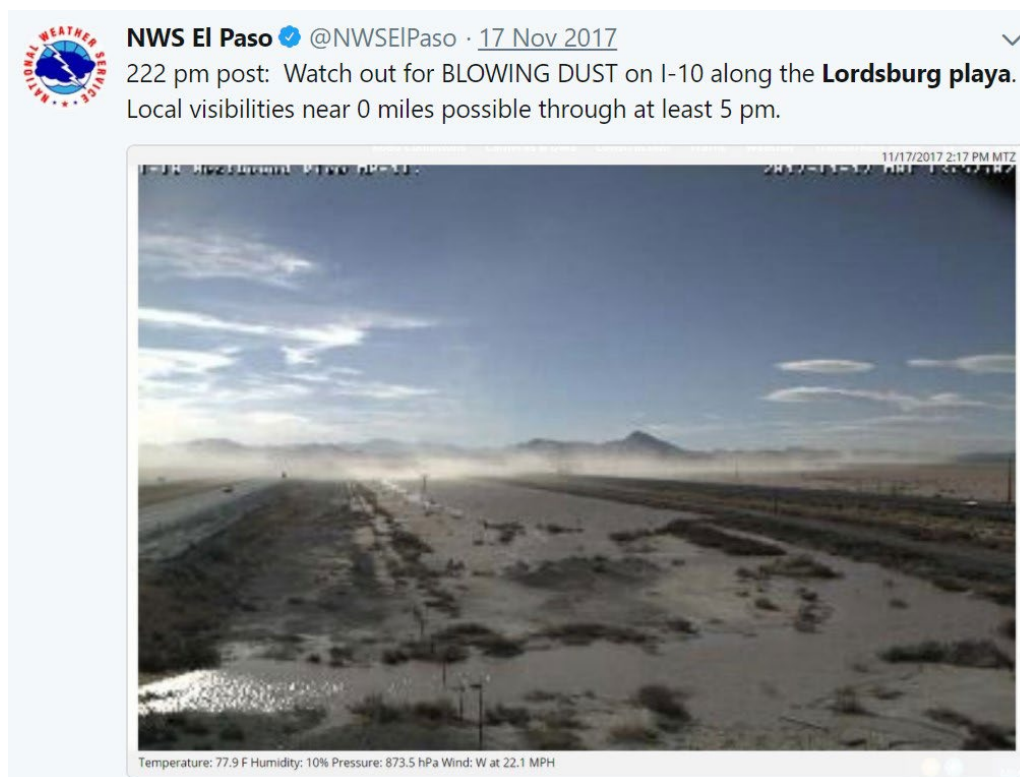 NATIONAL WEATHER SERVICE
NWS El Paso @NWSElPaso · 17 Nov 2017
222 pm post:  Watch out for BLOWING DUST on I-10 along the Lordsburg playa.
Local visibilities near 0 miles possible through at least 5 pm.
11/17/2017 2:17 PM MTZ
Temperature: 77.9 F Humidity: 10% Pressure: 873.5 hPa Wind: W at 22.1 MPH